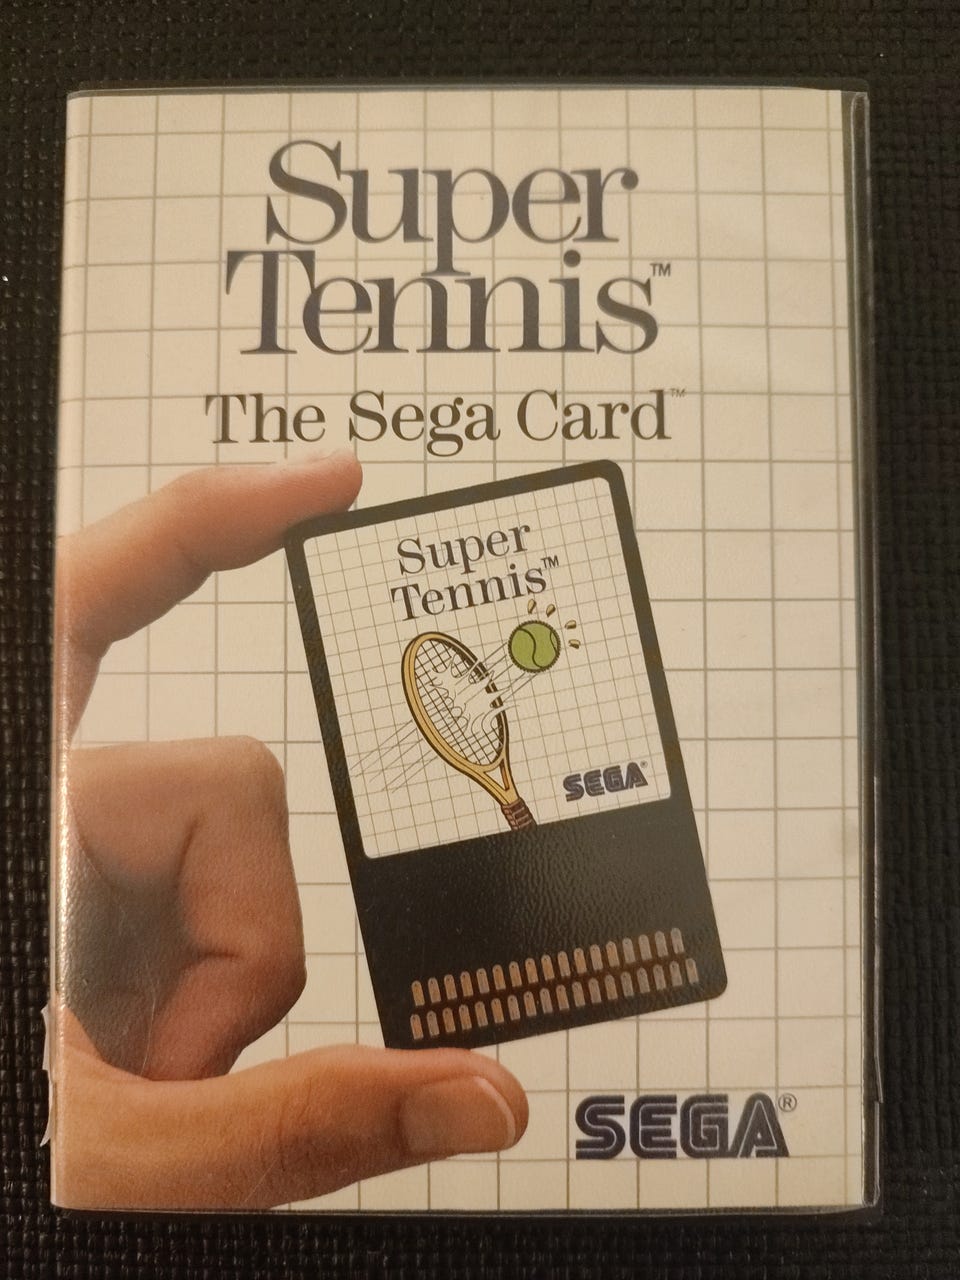 Super
Tennis™
The Sega Card™
Super
Tennis™
SEGA®
SEGA®